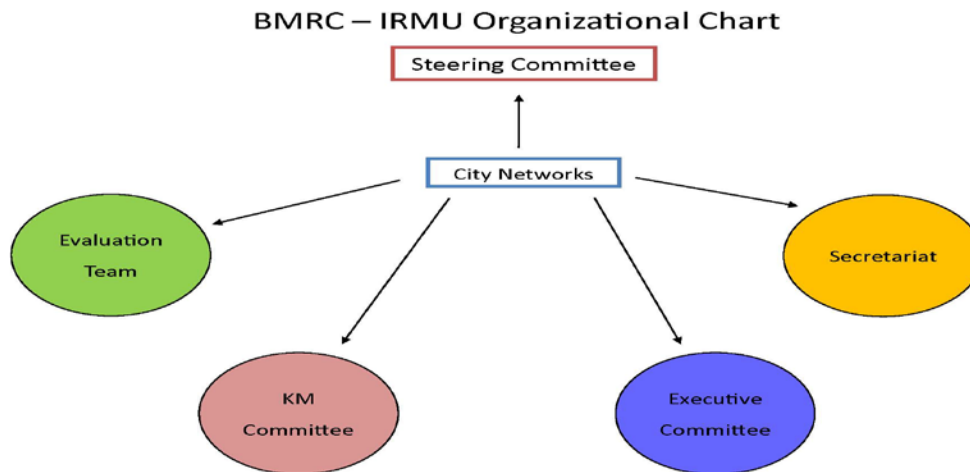 BMRC – IRMU Organizational Chart
Steering Committee
City Networks
Evaluation
Team
Secretariat
KM
Committee
Executive
Committee